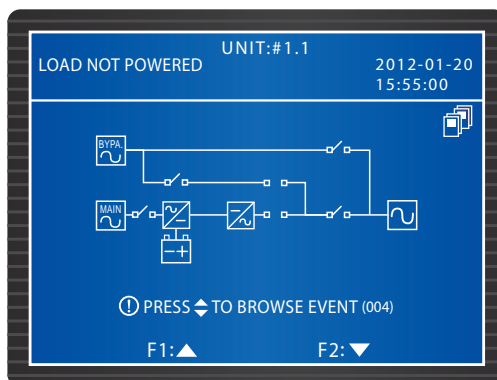 UNIT:#1.1
LOAD NOT POWERED
2012-01-20
15:55:00
BYPA.
MAIN
PRESS TO BROWSE EVENT (004)
F1: F2: